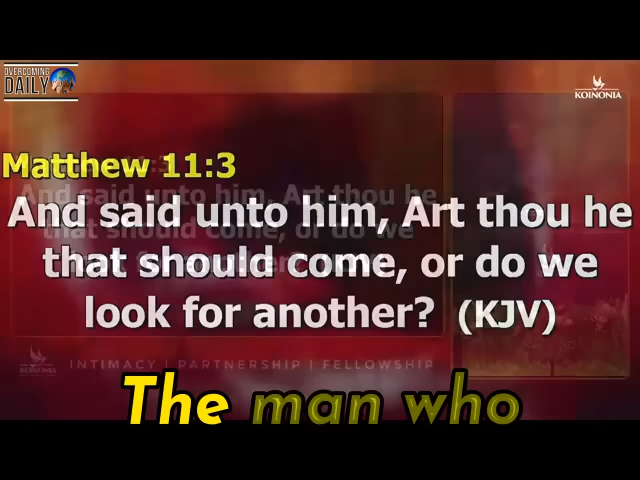 OVERCOMING
DAILY
KOINONIA
Matthew 11:3
And said unto him, Art thou he
that should come, or do we
look for another? (KJV)
KOINONIA
INTIMACY | PARTNERSHIP | FELLOWSHIP
The man who